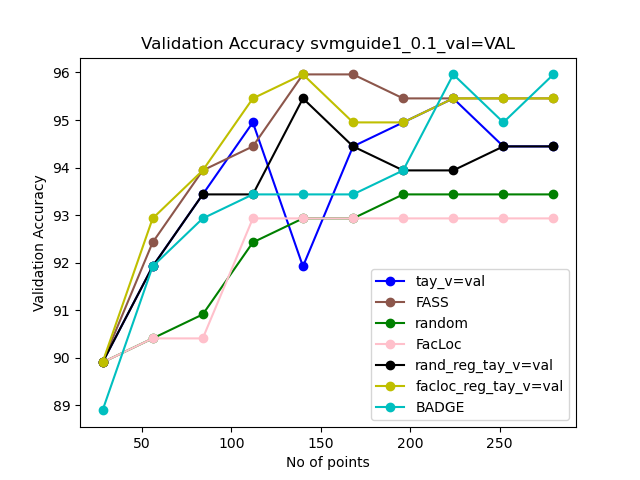 Validation Accuracy svmguide1_0.1_val=VAL
96
95
94
93
92
91
90
89
Validation Accuracy
50
100
150
200
250
No of points
tay_v=val
FASS
random
FacLoc
rand_reg_tay_v=val
facloc_reg_tay_v=val
BADGE